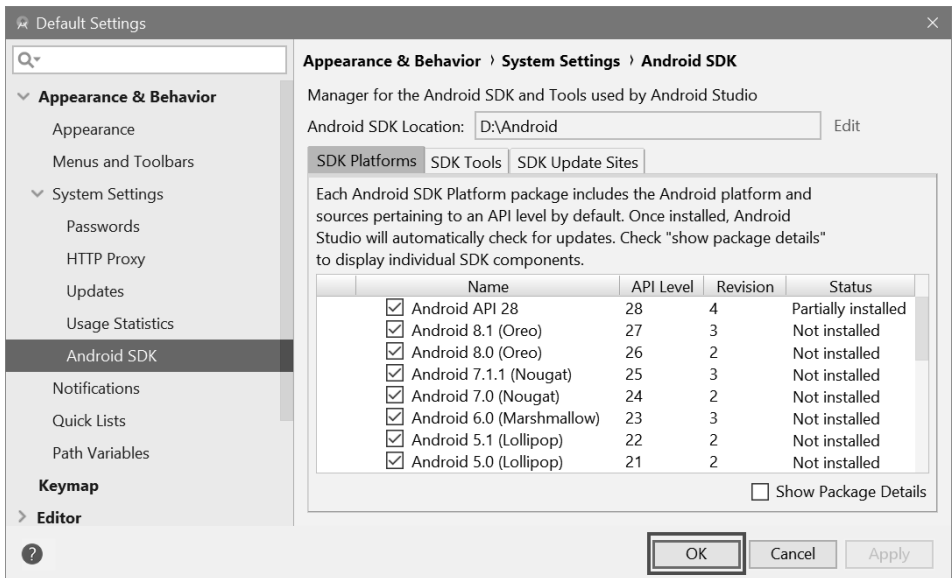 Default Settings
Appearance & Behavior
Appearance
Menus and Toolbars
System Settings
Passwords
HTTP Proxy
Updates
Usage Statistics
Android SDK
Notifications
Quick Lists
Path Variables
Keymap
Editor
Appearance & Behavior › System Settings › Android SDK
Manager for the Android SDK and Tools used by Android Studio
Android SDK Location: D:\Android Edit
SDK Platforms SDK Tools SDK Update Sites
Each Android SDK Platform package includes the Android platform and
sources pertaining to an API level by default. Once installed, Android
Studio will automatically check for updates. Check "show package details"
to display individual SDK components.
Name API Level Revision Status
Android API 28 28 4 Partially installed
Android 8.1 (Oreo) 27 3 Not installed
Android 8.0 (Oreo) 26 2 Not installed
Android 7.1.1 (Nougat) 25 3 Not installed
Android 7.0 (Nougat) 24 2 Not installed
Android 6.0 (Marshmallow) 23 3 Not installed
Android 5.1 (Lollipop) 22 2 Not installed
Android 5.0 (Lollipop) 21 2 Not installed
Show Package Details
? OK Cancel Apply